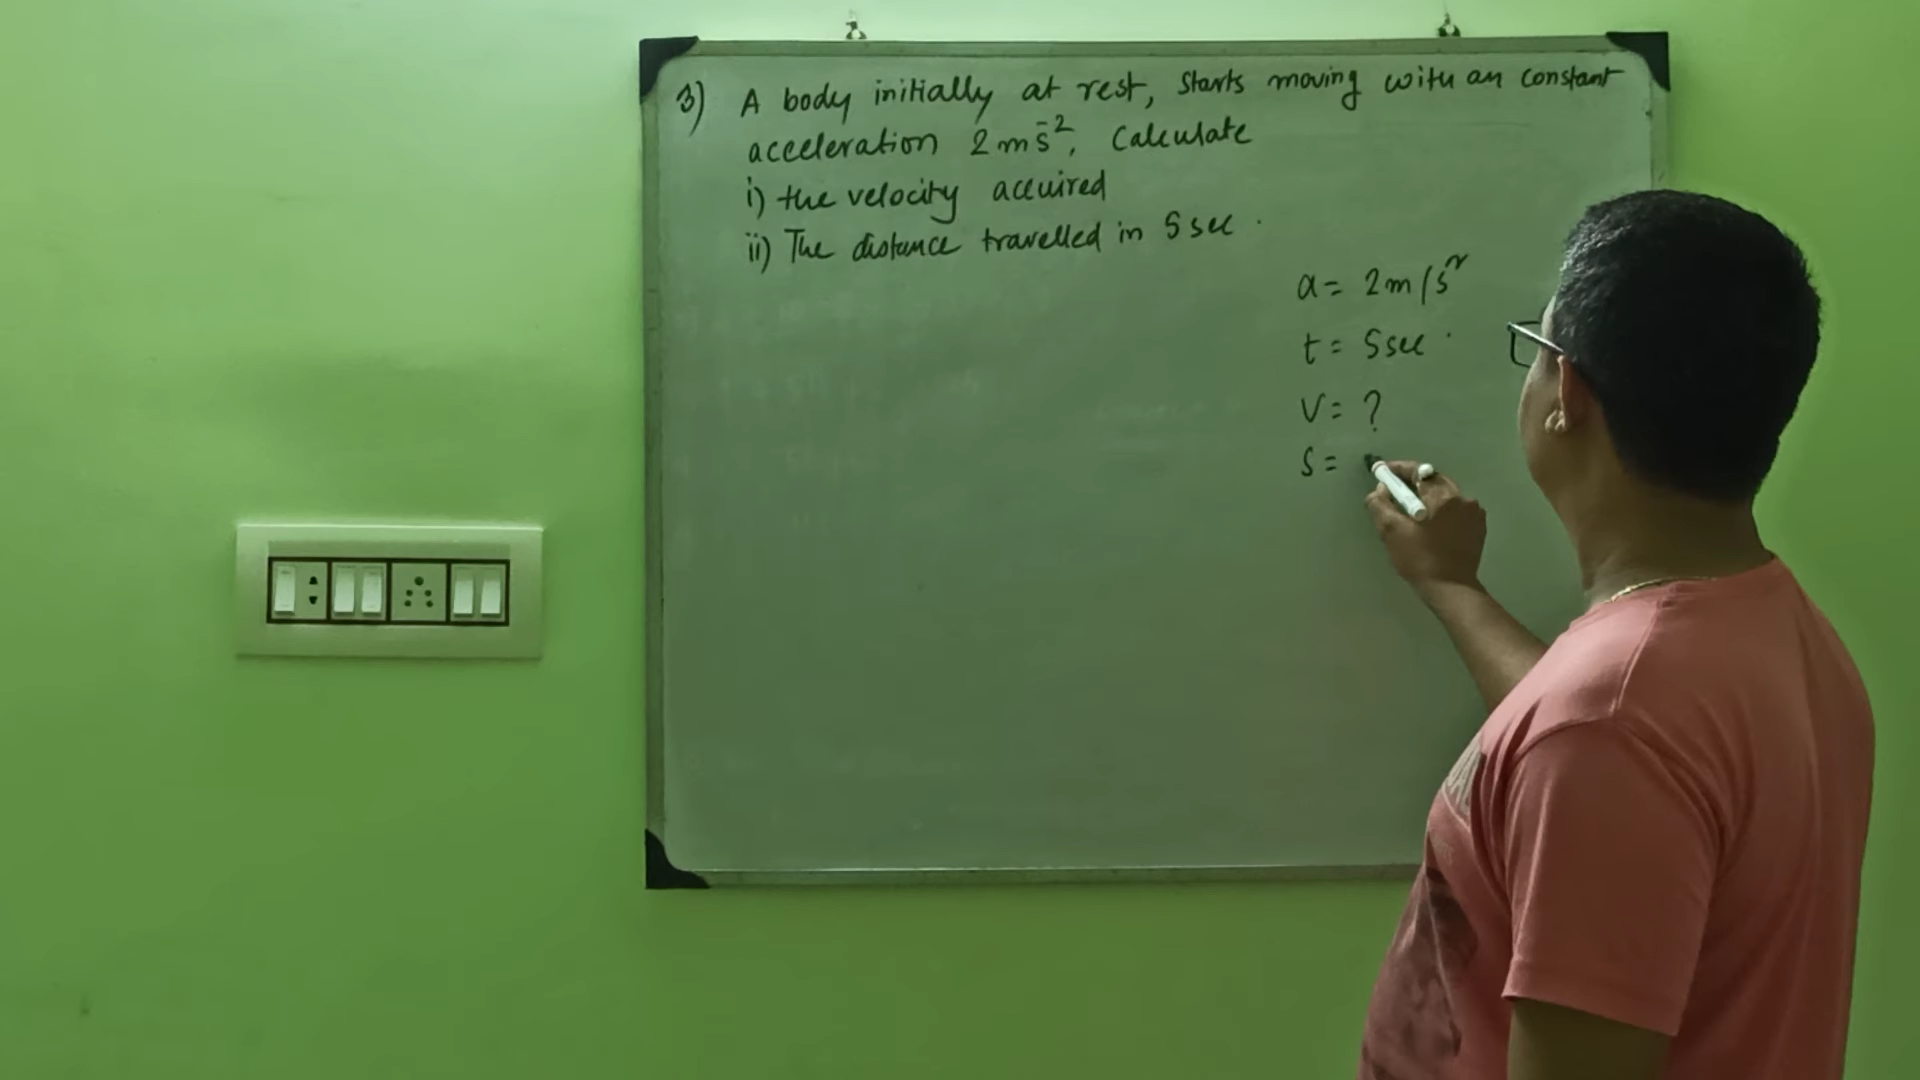 3) A body initially at rest, starts moving with an constant
acceleration 2 m s⁻², Calculate
i) the velocity acquired
ii) The distance travelled in 5 sec.
a = 2m/s²
t = 5sec.
V = ?
S =